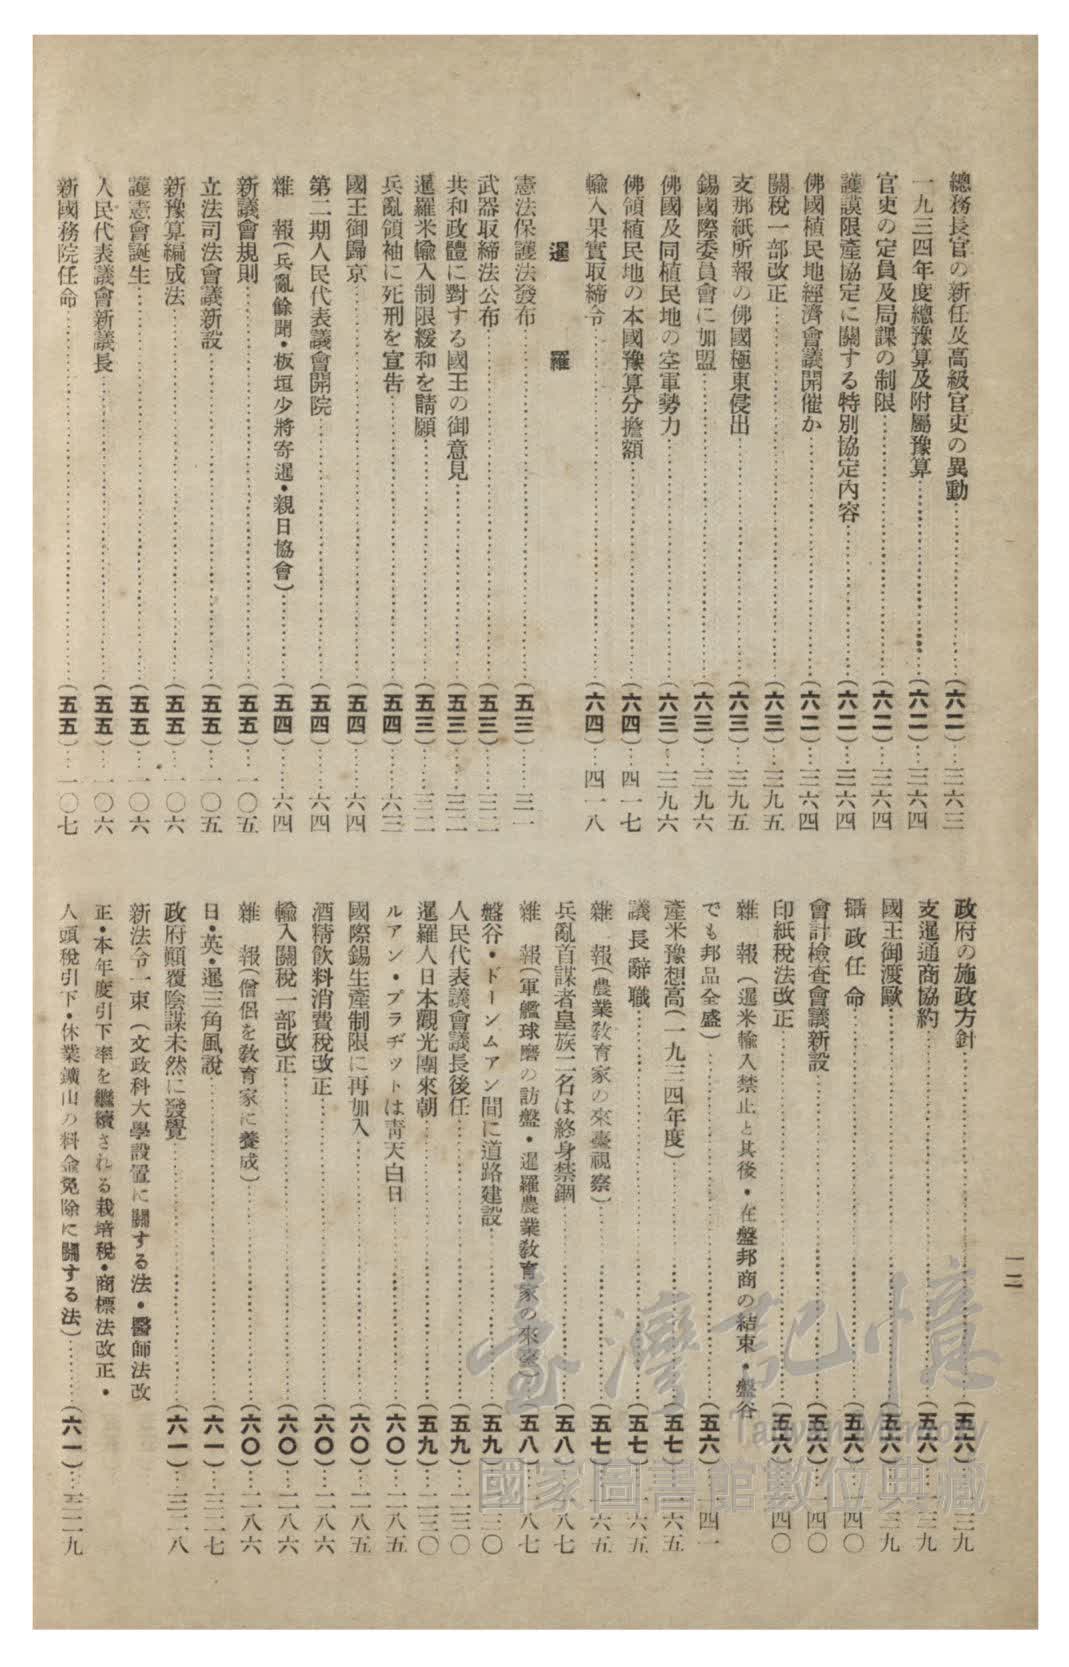 總務長官の新任及高級官吏の異動……(六二)…三六三
一九三四年度總豫算及附屬豫算……(六二)…三六四
官吏の定員及局課の制限……(六二)…三六四
護謨限產協定に關する特別協定內容……(六二)…三六四
佛國植民地經濟會議開催か……(六二)…三六四
關稅一部改正……(六三)…三九五
支那紙所報の佛國極東侵出……(六三)…三九五
錫國際委員會に加盟……(六三)…三九六
佛國及同植民地の空軍勢力……(六三)…三九六
佛領植民地の本國豫算分擔額……(六四)…四一七
輸入果實取締令……(六四)…四一八
暹羅
憲法保護法發布……(五三)……三一
武器取締法公布……(五三)……三二
共和政體に對する國王の御意見……(五三)……三二
暹羅米輸入制限緩和を請願……(五三)……三二
兵亂領袖に死刑を宣告……(五四)……六三
國王御歸京……(五四)……六四
第二期人民代表議會開院……(五四)……六四
雜報(兵亂餘聞・板垣少將寄暹・親日協會)……(五四)……六四
新議會規則……(五五)…一〇五
立法司法會議新設……(五五)…一〇五
新豫算編成法……(五五)…一〇六
護憲會誕生……(五五)…一〇六
人民代表議會新議長……(五五)…一〇六
新國務院任命……(五五)…一〇七
政府の施政方針……(五六)…一三九
支暹通商協約……(五六)…一三九
國王御渡歐……(五六)…一三九
攝政任命……(五六)…一四〇
會計檢查會議新設……(五六)…一四〇
印紙稅法改正……(五六)…一四〇
雜報(暹米輸入禁止と其後・在盤邦商の結束・盤谷
でも邦品全盛)……(五六)…一四一
產米豫想高(一九三四年度)……(五七)…一六五
議長辭職……(五七)…一六五
雜報(農業敎育家の來臺視察)……(五七)…一六五
兵亂首謀者皇族二名は終身禁錮……(五八)…一八七
雜報(軍艦球磨の訪盤・暹羅農業敎育家の來臺)(五八)…一八七
盤谷・ドーンムアン間に道路建設……(五九)…二三〇
人民代表議會議長後任……(五九)…二三〇
暹羅人日本觀光團來朝……(五九)…二三〇
ルアン・プラヂットは靑天白日……(六〇)…二八五
國際錫生產制限に再加入……(六〇)…二八五
酒精飲料消費稅改正……(六〇)…二八六
輸入關稅一部改正……(六〇)…二八六
雜報(僧侶を敎育家に養成)……(六〇)…二八六
日・英・暹三角風說……(六一)…三二七
政府顚覆陰謀未然に發覺……(六一)…三二八
新法令一束(文政科大學設置に關する法・醫師法改
正・本年度引下率を繼續される栽培稅・商標法改正・
人頭稅引下・休業鑛山の料金免除に關する法)……(六一)…三二九
一二
臺灣記憶
Taiwan Memory
國家圖書館數位典藏